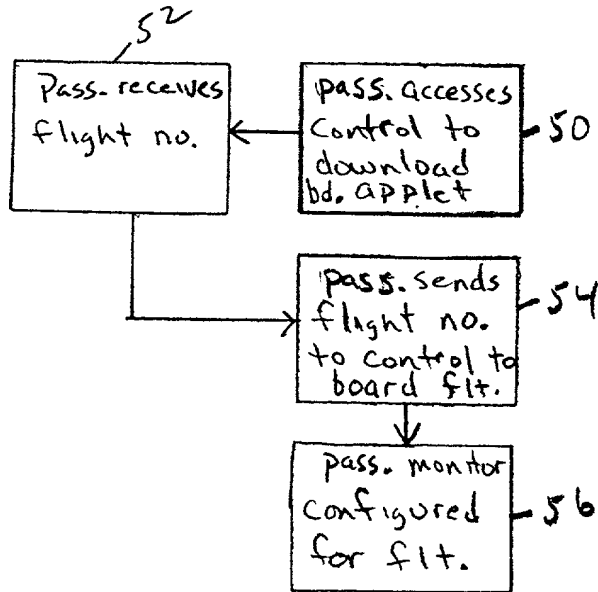 52
Pass. receives
flight no.
pass. accesses
control to
download
bd. applet
50
pass. sends
flight no.
to control to
board flt.
54
pass. monitor
configured
for flt.
56